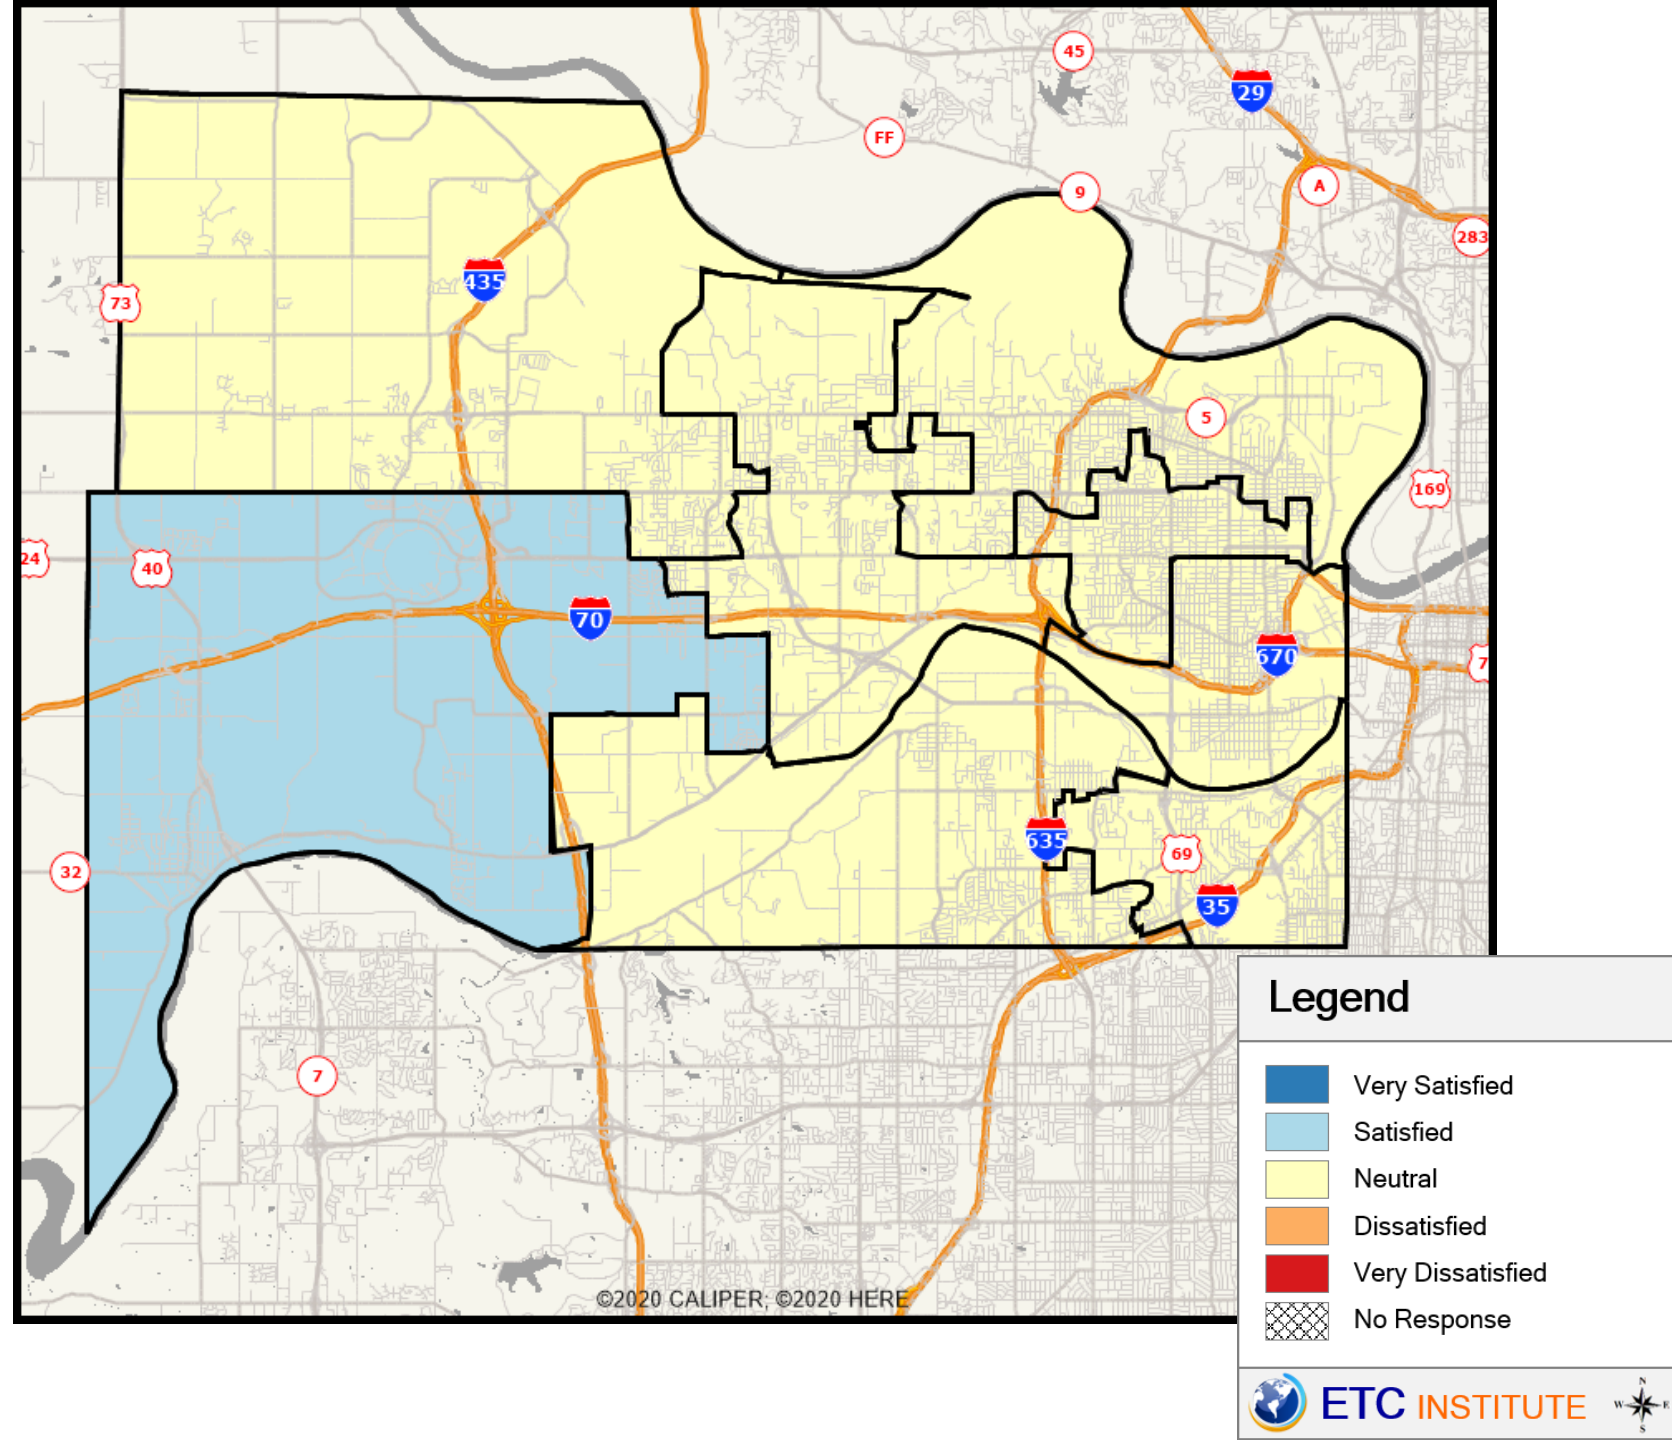 45
29
FF
A
9
283
435
73
5
169
24
40
70
670
7
635
69
32
35
7
©2020 CALIPER; ©2020 HERE
Legend
Very Satisfied
Satisfied
Neutral
Dissatisfied
Very Dissatisfied
No Response
ETC INSTITUTE
N
W E
S